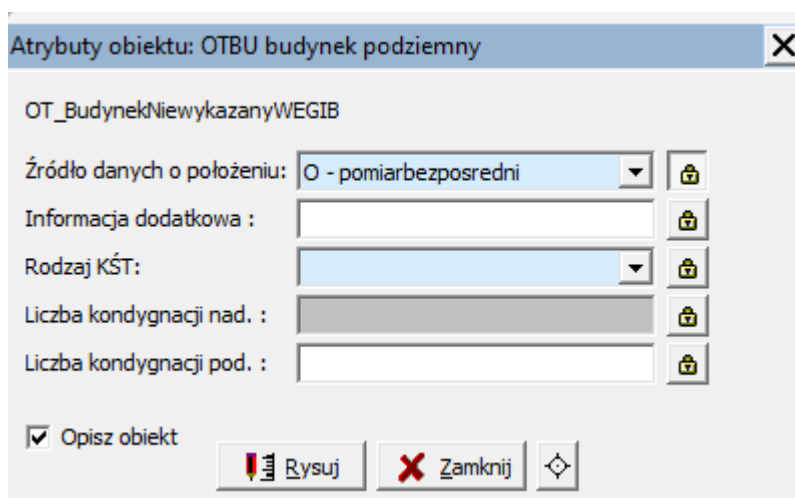 Atrybuty obiektu: OTBU budynek podziemny
OT_BudynekNiewykazanyWEGIB
Źródło danych o położeniu: O - pomiarbezposredni
Informacja dodatkowa :
Rodzaj KŚT:
Liczba kondygnacji nad. :
Liczba kondygnacji pod. :
Opisz obiekt
Rysuj Zamknij